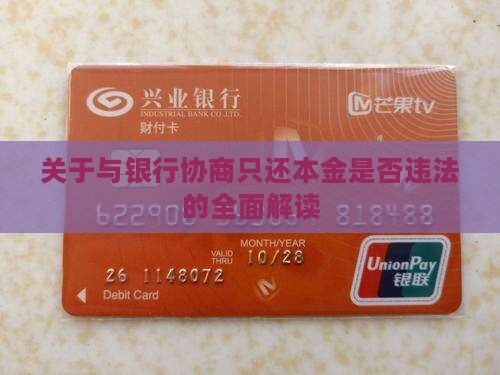 兴业银行
INDUSTRIAL BANK CO.,LTD.
财付卡
芒果tv
关于与银行协商只还本金是否违法
的全面解读
622908 818488
MONTH/YEAR
VALID THRU 10/28
26 1148072
Debit Card
UnionPay
银联